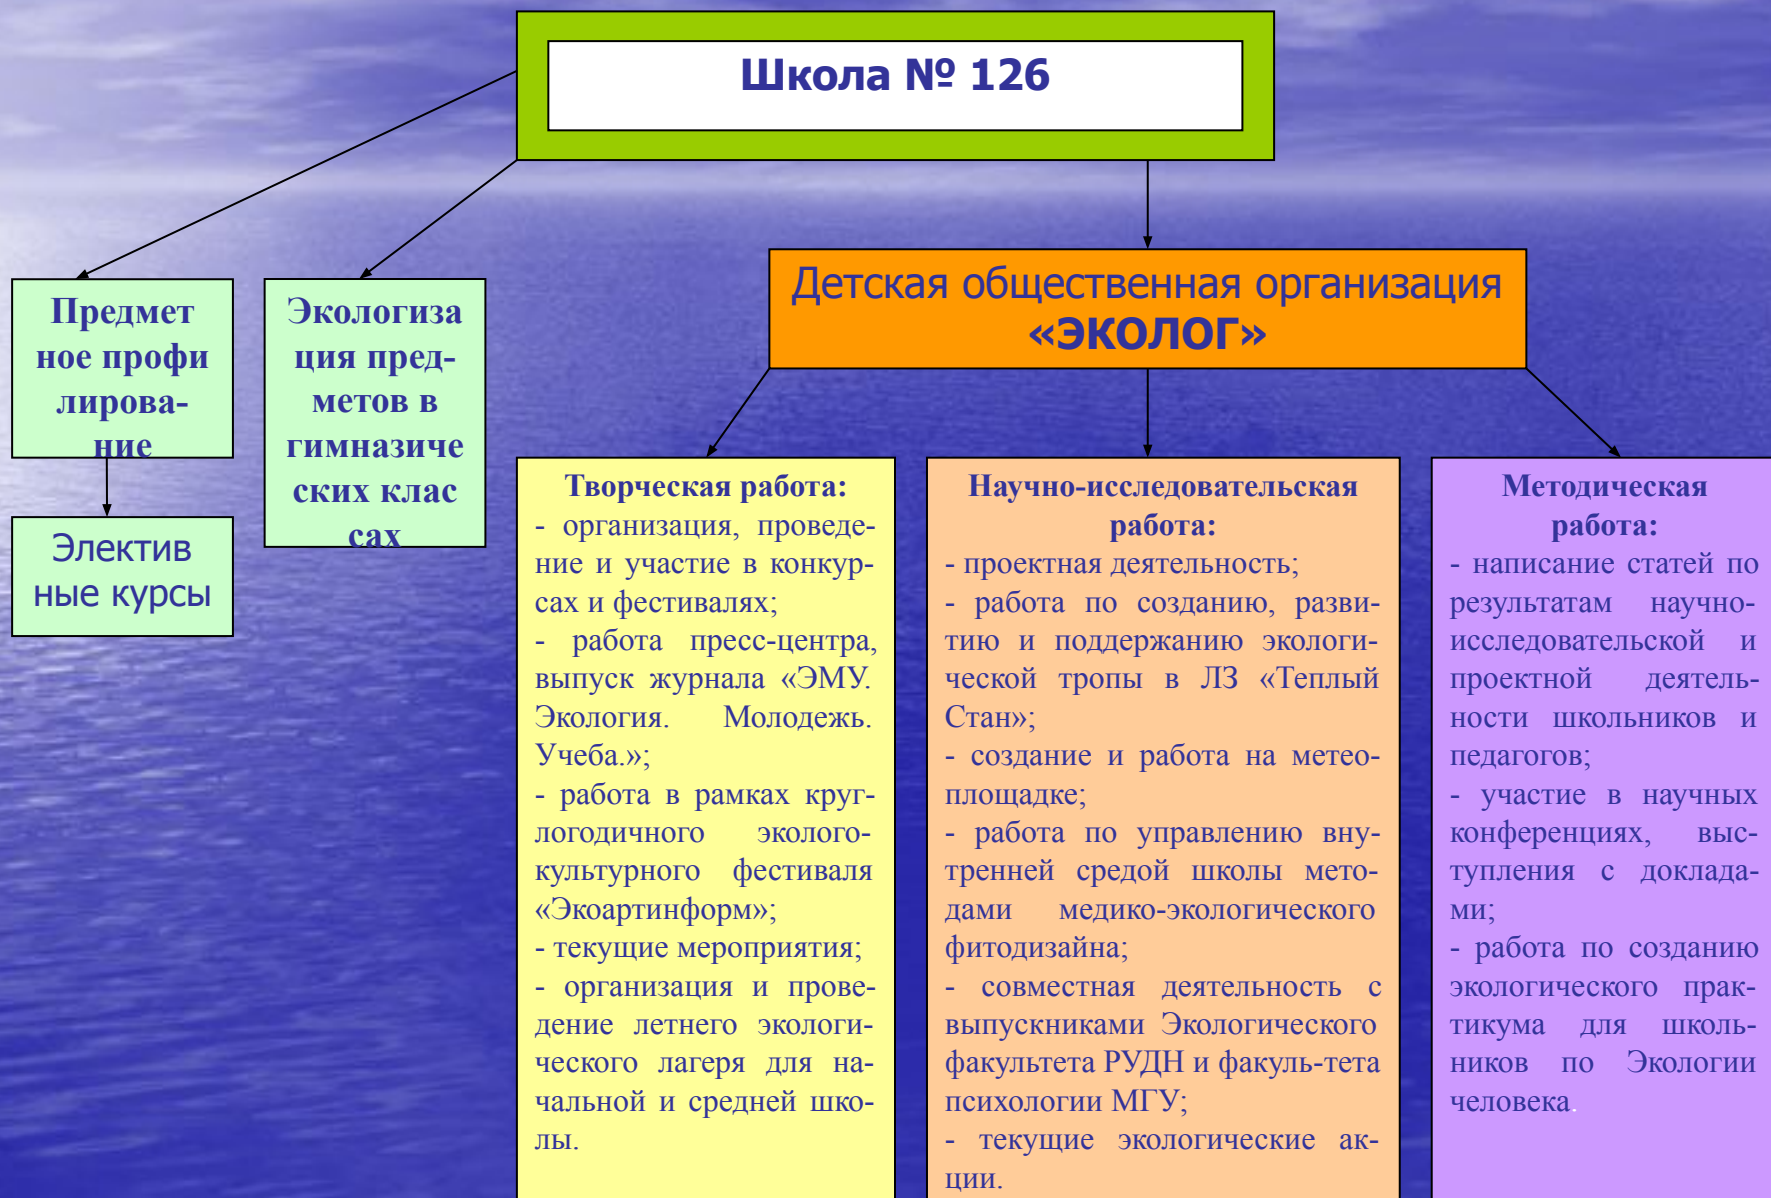 Школа № 126
Предмет
ное профи
лирова-
ние
Экологиза
ция пред-
метов в
гимназиче
ских клас
сах
Детская общественная организация
«ЭКОЛОГ»
Электив
ные курсы
Творческая работа:
- организация, проведе-
ние и участие в конкур-
сах и фестивалях;
- работа пресс-центра,
выпуск журнала «ЭМУ.
Экология. Молодежь.
Учеба.»;
- работа в рамках круг-
логодичного эколого-
культурного фестиваля
«Экоартинформ»;
- текущие мероприятия;
- организация и прове-
дение летнего экологи-
ческого лагеря для на-
чальной и средней шко-
лы.
Научно-исследовательская
работа:
- проектная деятельность;
- работа по созданию, разви-
тию и поддержанию экологи-
ческой тропы в ЛЗ «Теплый
Стан»;
- создание и работа на метео-
площадке;
- работа по управлению вну-
тренней средой школы мето-
дами медико-экологического
фитодизайна;
- совместная деятельность с
выпускниками Экологического
факультета РУДН и факуль-тета
психологии МГУ;
- текущие экологические ак-
ции.
Методическая
работа:
- написание статей по
результатам научно-
исследовательской и
проектной деятель-
ности школьников и
педагогов;
- участие в научных
конференциях, выс-
тупления с доклада-
ми;
- работа по созданию
экологического прак-
тикума для школь-
ников по Экологии
человека.